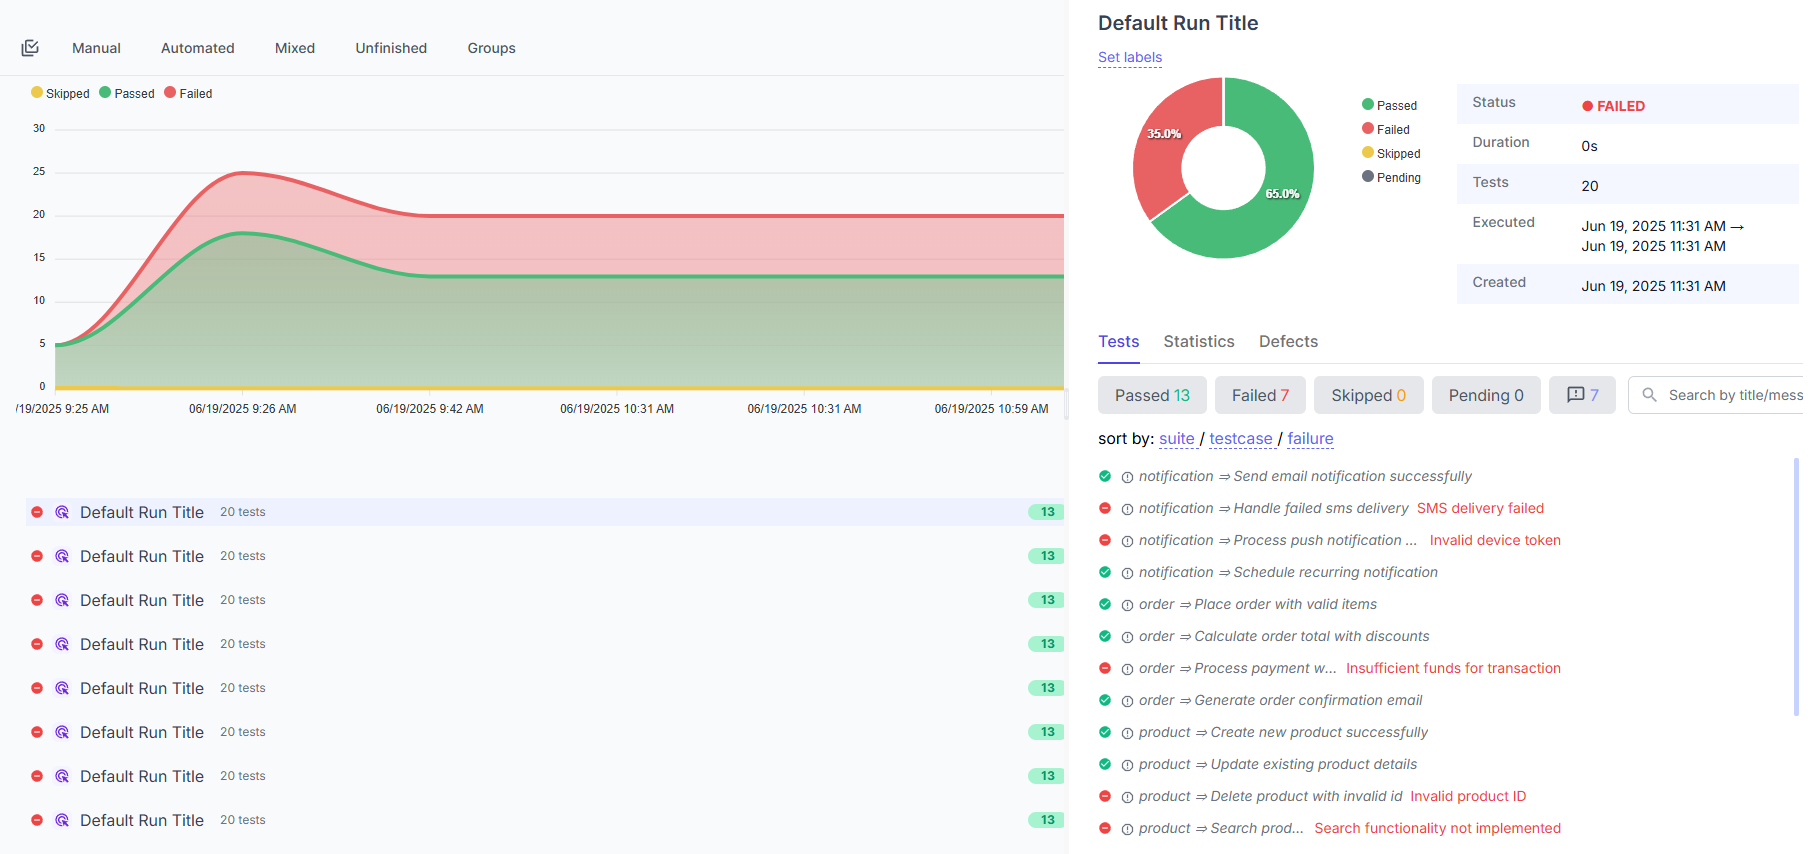 Manual Automated Mixed Unfinished Groups
Skipped Passed Failed
30
25
20
15
10
5
0
/19/2025 9:25 AM 06/19/2025 9:26 AM 06/19/2025 9:42 AM 06/19/2025 10:31 AM 06/19/2025 10:31 AM 06/19/2025 10:59 AM
Default Run Title 20 tests 13
Default Run Title 20 tests 13
Default Run Title 20 tests 13
Default Run Title 20 tests 13
Default Run Title 20 tests 13
Default Run Title 20 tests 13
Default Run Title 20 tests 13
Default Run Title 20 tests 13
Default Run Title
Set labels
35.0%
65.0%
Passed
Failed
Skipped
Pending
Status FAILED
Duration 0s
Tests 20
Executed Jun 19, 2025 11:31 AM →
Jun 19, 2025 11:31 AM
Created Jun 19, 2025 11:31 AM
Tests Statistics Defects
Passed 13 Failed 7 Skipped 0 Pending 0 7 Search by title/mess
sort by: suite / testcase / failure
notification ⇒ Send email notification successfully
notification ⇒ Handle failed sms delivery SMS delivery failed
notification ⇒ Process push notification ... Invalid device token
notification ⇒ Schedule recurring notification
order ⇒ Place order with valid items
order ⇒ Calculate order total with discounts
order ⇒ Process payment w... Insufficient funds for transaction
order ⇒ Generate order confirmation email
product ⇒ Create new product successfully
product ⇒ Update existing product details
product ⇒ Delete product with invalid id Invalid product ID
product ⇒ Search prod... Search functionality not implemented